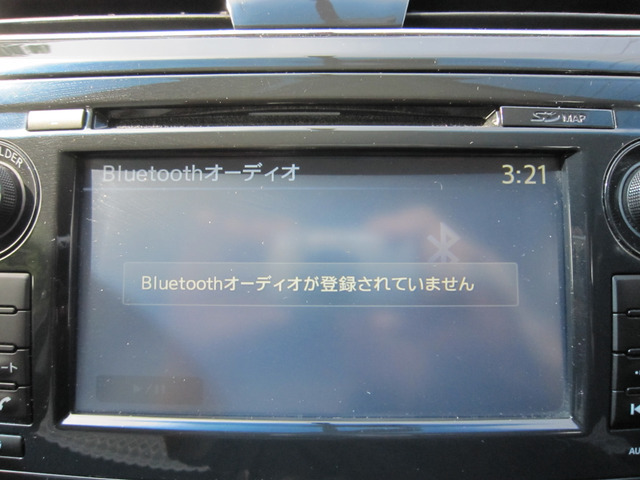 SD MAP
Bluetoothオーディオ 3:21
Bluetoothオーディオが登録されていません
AU